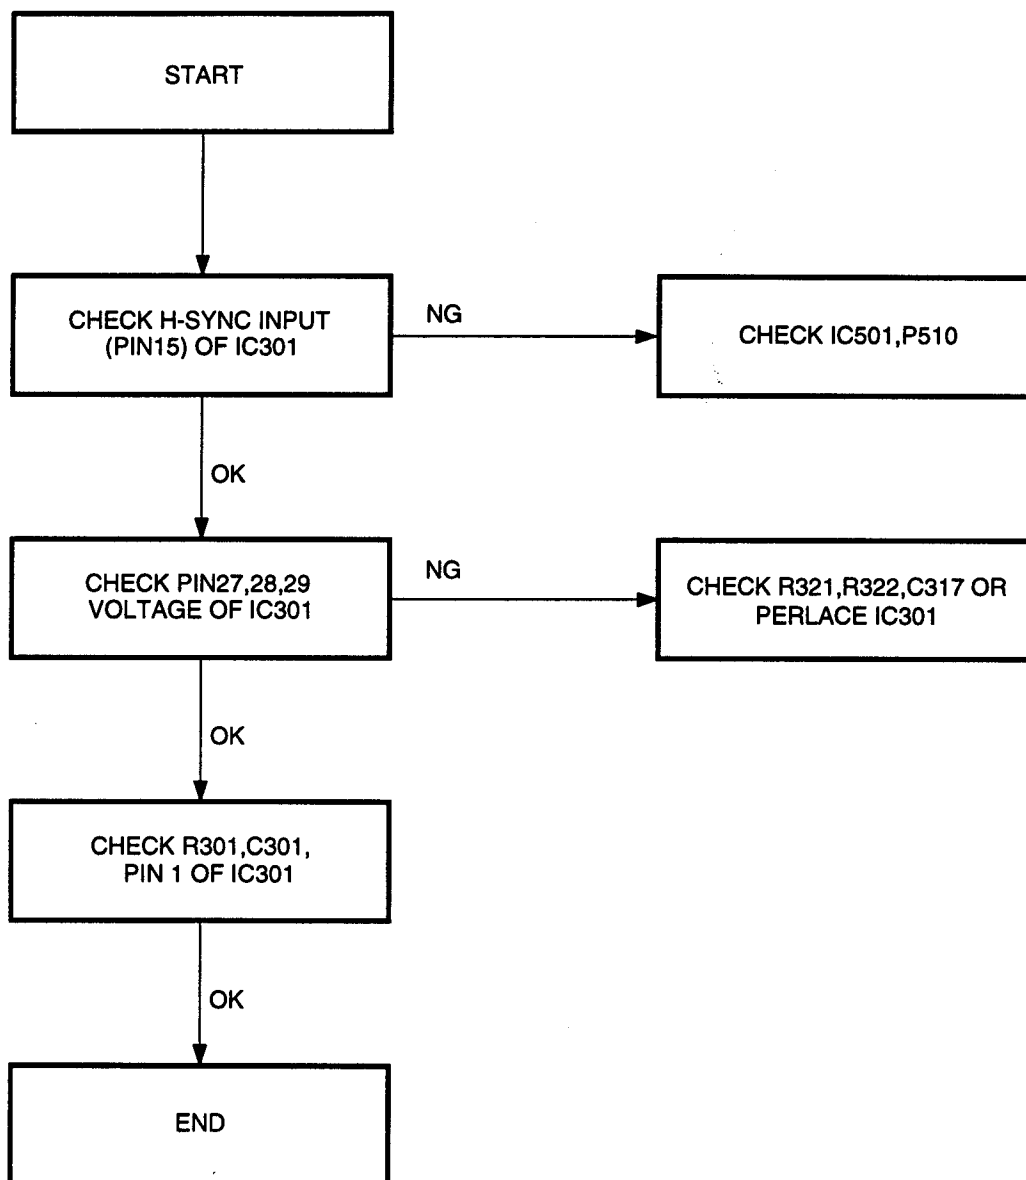 START
CHECK H-SYNC INPUT
(PIN15) OF IC301
NG
CHECK IC501,P510
OK
CHECK PIN27,28,29
VOLTAGE OF IC301
NG
CHECK R321,R322,C317 OR
PERLACE IC301
OK
CHECK R301,C301,
PIN 1 OF IC301
OK
END